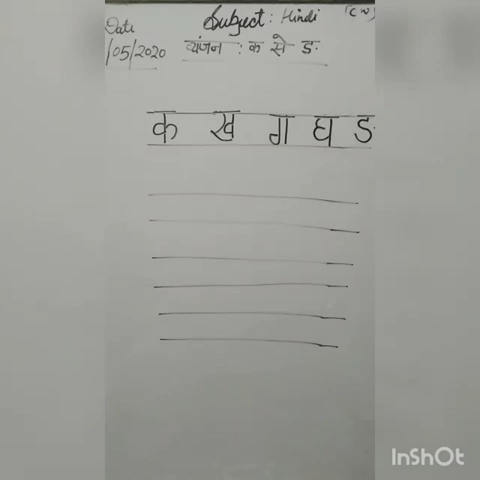 Date Subject: Hindi (C W)
/05/2020 व्यंजन : क से ङ
क ख ग घ ङ
InShOt